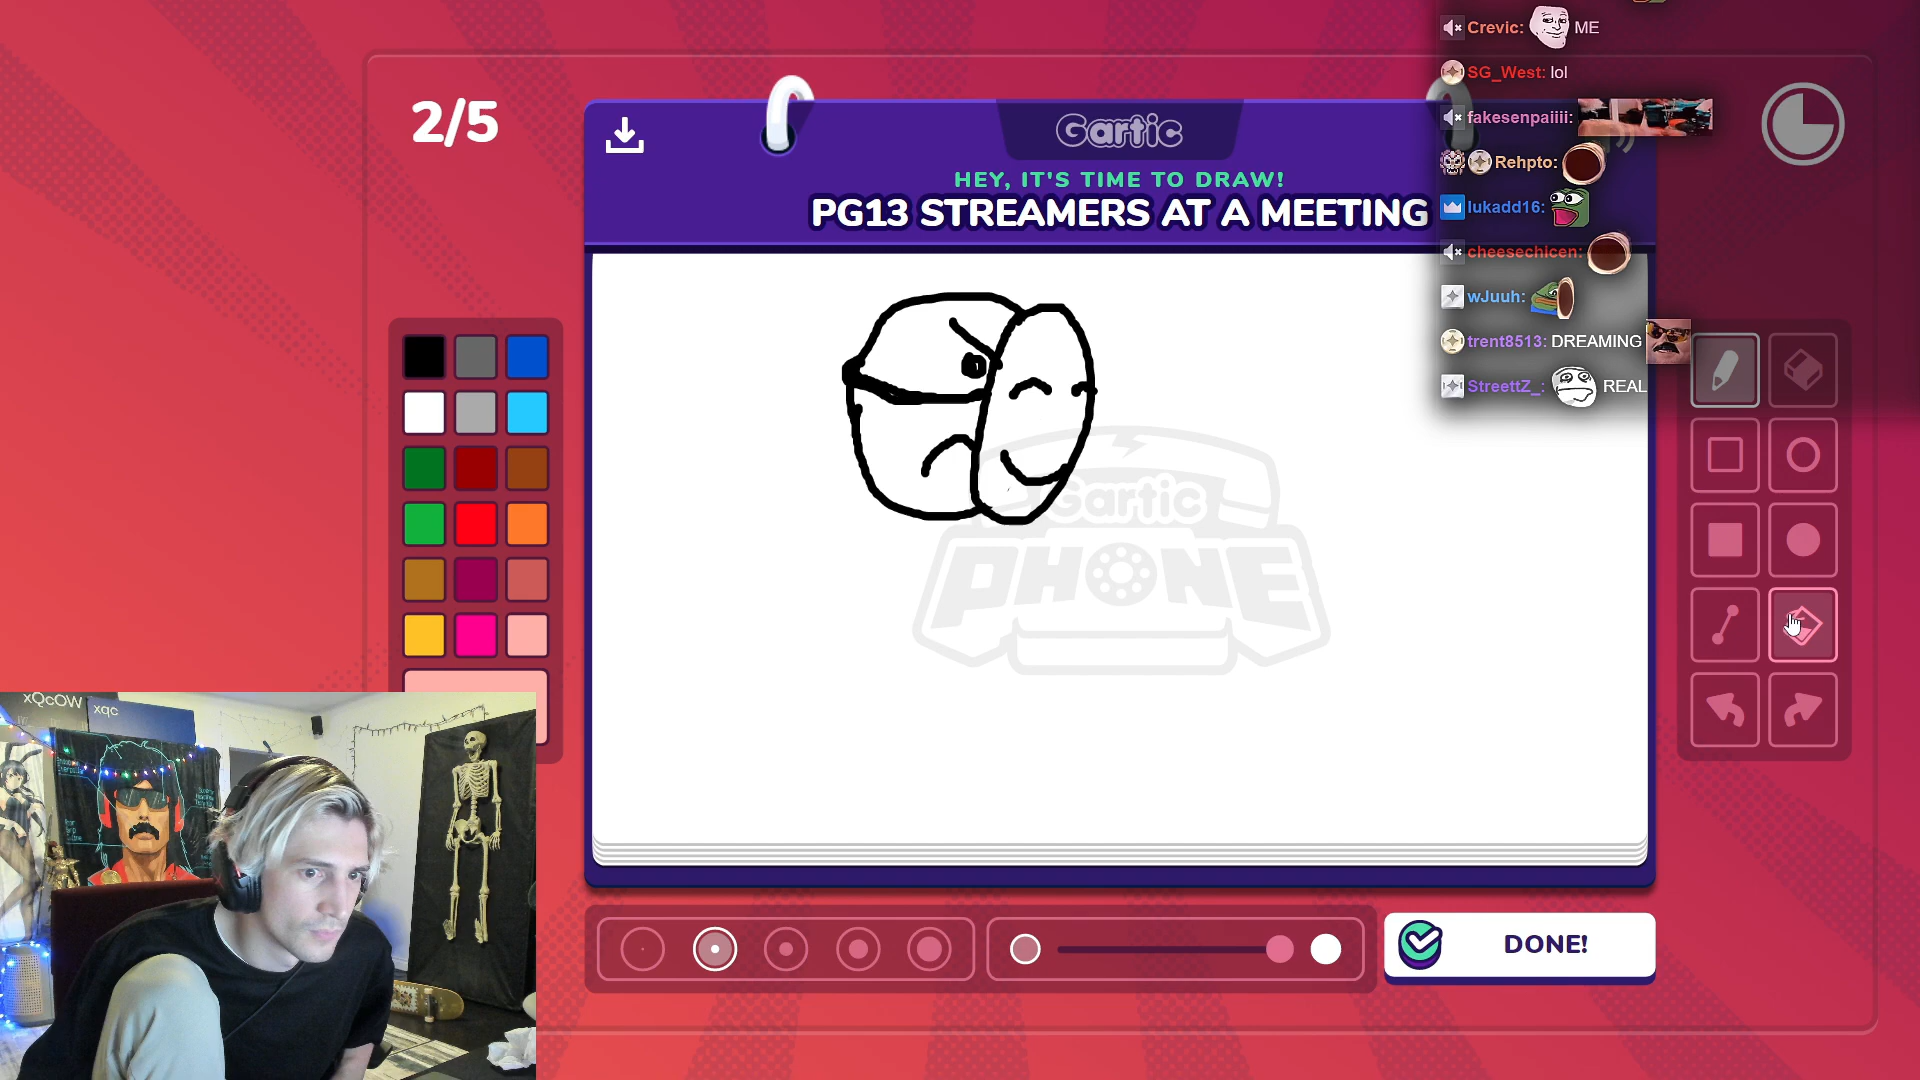 Crevic: ME
2/5
SG_West: lol
fakesenpaiiii:
Gartic
Rehpto:
HEY, IT'S TIME TO DRAW!
PG13 STREAMERS AT A MEETING
lukadd16:
cheesechicen:
wJuuh:
trent8513: DREAMING
StreettZ_: REAL
Gartic
PHONE
xQcOW
xqc
DONE!